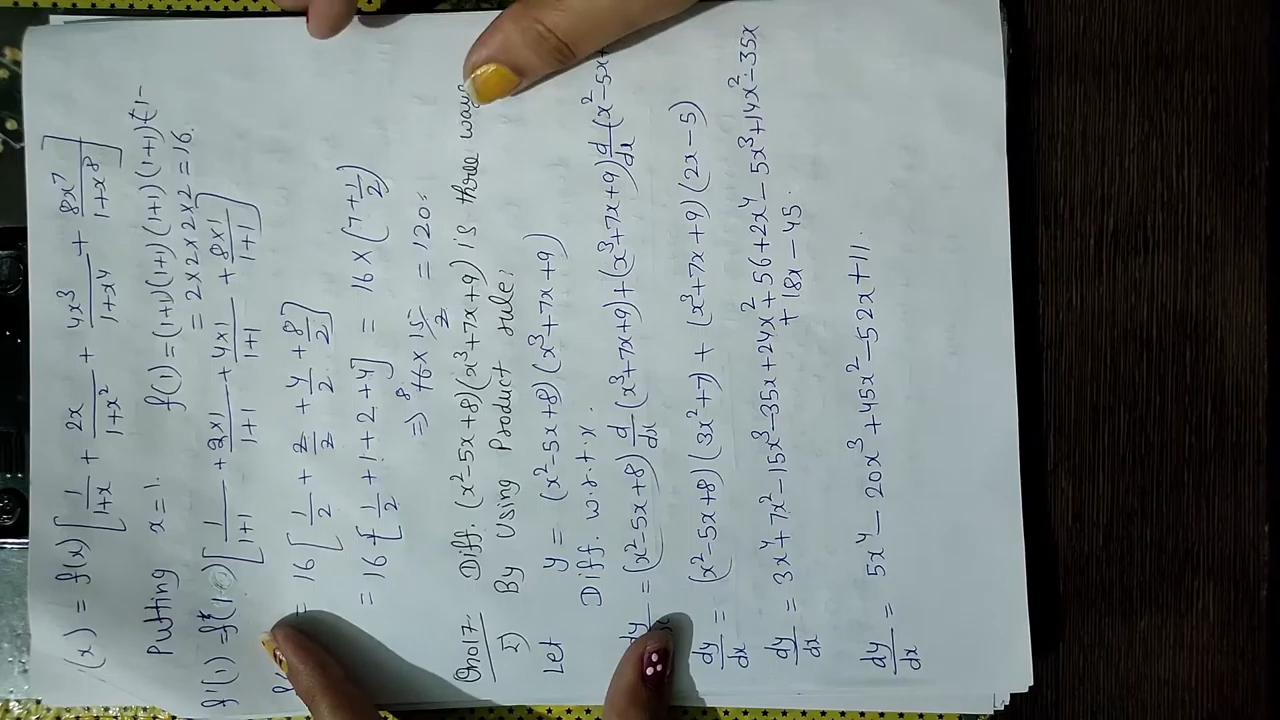 '(x) = f(x) [1/(1+x) + 2x/(1+x²) + 4x³/(1+x⁴) + 8x⁷/(1+x⁸)]
Putting x=1. f(1) = (1+1)(1+1)(1+1)(1-
= 2×2×2×2 = 16.
f'(1) = f(1) [1/(1+1) + 2×1/(1+1) + 4×1/(1+1) + 8×1/(1+1)]
= 16 [1/2 + 2/2 + 4/2 + 8/2]
= 16 [1/2 + 1 + 2 + 4] = 16 × (7 + 1/2)
⇒ 16 8 × 15/2 = 120.
Qno17. Diff. (x²-5x+8)(x³+7x+9) is three ways
I) By Using Product rule:
Let y = (x²-5x+8)(x³+7x+9)
Diff. w.r.t.x.
dy/ = (x²-5x+8) d/dx (x³+7x+9) + (x³+7x+9) d/dx (x²-5x+
dy/dx = (x²-5x+8)(3x²+7) + (x³+7x+9)(2x-5)
dy/dx = 3x⁴+7x²-15x³-35x+24x²+56+2x⁴-5x³+14x²-35x
+18x-45.
dy/dx = 5x⁴-20x³+45x²-52x+11.